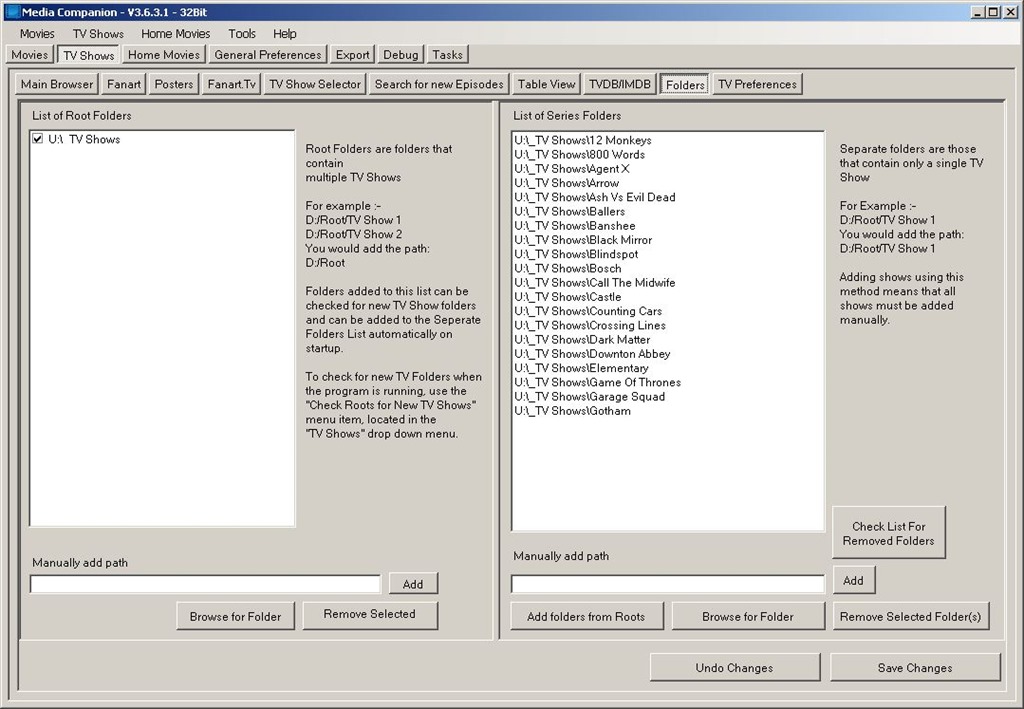 Media Companion - V3.6.3.1 - 32Bit
Movies TV Shows Home Movies Tools Help
Movies TV Shows Home Movies General Preferences Export Debug Tasks
Main Browser Fanart Posters Fanart.Tv TV Show Selector Search for new Episodes Table View TVDB/IMDB Folders TV Preferences
List of Root Folders
U:\_TV Shows
Root Folders are folders that
contain
multiple TV Shows
For example :-
D:/Root/TV Show 1
D:/Root/TV Show 2
You would add the path:
D:/Root
Folders added to this list can be
checked for new TV Show folders
and can be added to the Seperate
Folders List automatically on
startup.
To check for new TV Folders when
the program is running, use the
"Check Roots for New TV Shows"
menu item, located in the
"TV Shows" drop down menu.
Manually add path
Add
Browse for Folder Remove Selected
List of Series Folders
U:\_TV Shows\12 Monkeys
U:\_TV Shows\800 Words
U:\_TV Shows\Agent X
U:\_TV Shows\Arrow
U:\_TV Shows\Ash Vs Evil Dead
U:\_TV Shows\Ballers
U:\_TV Shows\Banshee
U:\_TV Shows\Black Mirror
U:\_TV Shows\Blindspot
U:\_TV Shows\Bosch
U:\_TV Shows\Call The Midwife
U:\_TV Shows\Castle
U:\_TV Shows\Counting Cars
U:\_TV Shows\Crossing Lines
U:\_TV Shows\Dark Matter
U:\_TV Shows\Downton Abbey
U:\_TV Shows\Elementary
U:\_TV Shows\Game Of Thrones
U:\_TV Shows\Garage Squad
U:\_TV Shows\Gotham
Separate folders are those
that contain only a single TV
Show
For Example :-
D:/Root/TV Show 1
You would add the path:
D:/Root/TV Show 1
Adding shows using this
method means that all
shows must be added
manually.
Check List For
Removed Folders
Manually add path
Add
Add folders from Roots Browse for Folder Remove Selected Folder(s)
Undo Changes Save Changes